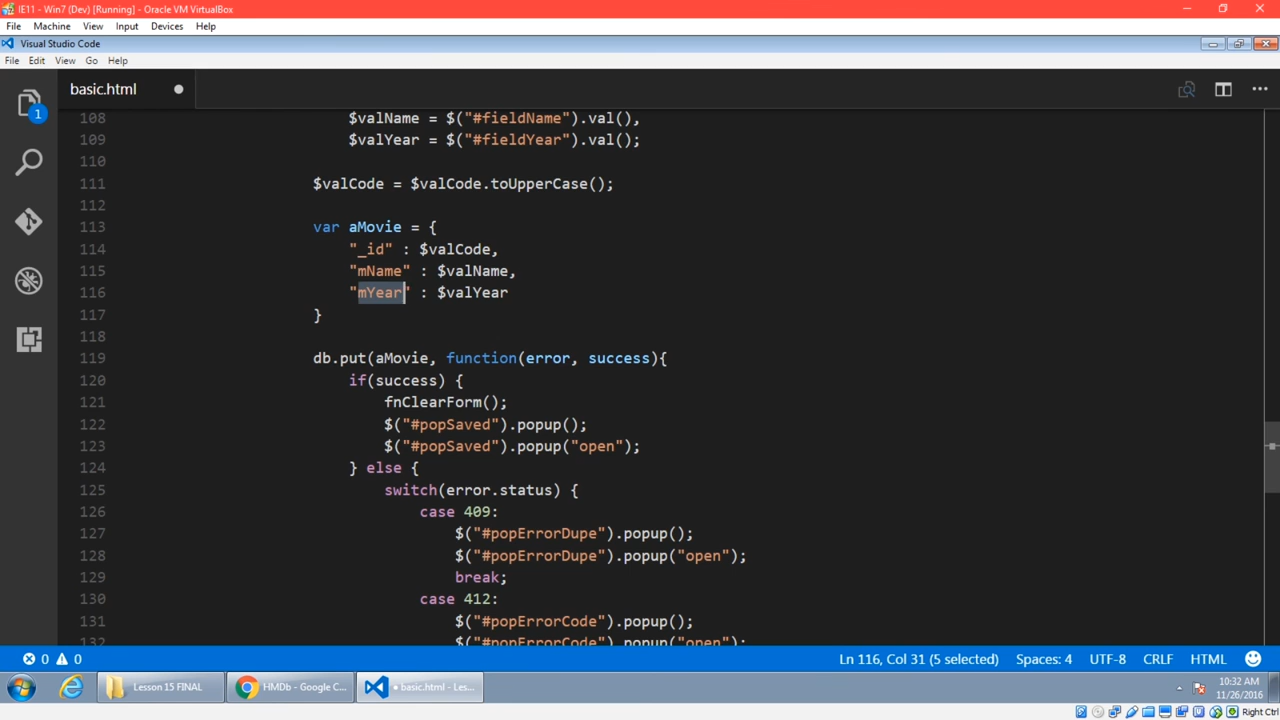 IE11 - Win7 (Dev) [Running] - Oracle VM VirtualBox
File Machine View Input Devices Help
Visual Studio Code
File Edit View Go Help
1
basic.html
108 $valName = $("#fieldName").val(),
109 $valYear = $("#fieldYear").val();
110
111 $valCode = $valCode.toUpperCase();
112
113 var aMovie = {
114 "_id" : $valCode,
115 "mName" : $valName,
116 "mYear" : $valYear
117 }
118
119 db.put(aMovie, function(error, success){
120 if(success) {
121 fnClearForm();
122 $("#popSaved").popup();
123 $("#popSaved").popup("open");
124 } else {
125 switch(error.status) {
126 case 409:
127 $("#popErrorDupe").popup();
128 $("#popErrorDupe").popup("open");
129 break;
130 case 412:
131 $("#popErrorCode").popup();
132 $("#popErrorCode").popup("open");
0 0
Ln 116, Col 31 (5 selected) Spaces: 4 UTF-8 CRLF HTML
Lesson 15 FINAL
HMDb - Google C...
basic.html - Les...
10:32 AM
11/26/2016
Right Ctrl